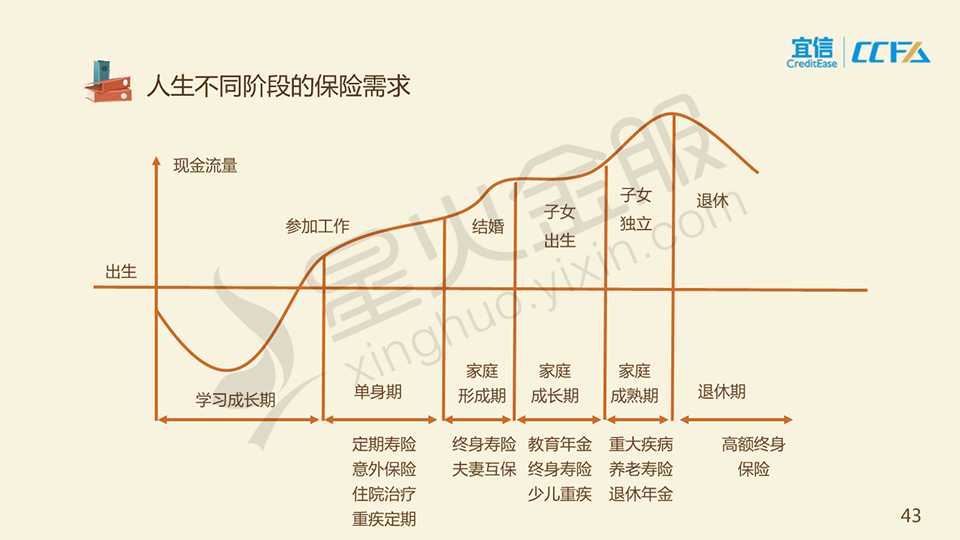 宜信
CreditEase
CCFA
人生不同阶段的保险需求
现金流量
出生
参加工作
结婚
子女
出生
子女
独立
退休
学习成长期
单身期
家庭
形成期
家庭
成长期
家庭
成熟期
退休期
定期寿险
意外保险
住院治疗
重疾定期
终身寿险
夫妻互保
教育年金
终身寿险
少儿重疾
重大疾病
养老寿险
退休年金
高额终身
保险
星火金服
xinghuo.yixin.com
43